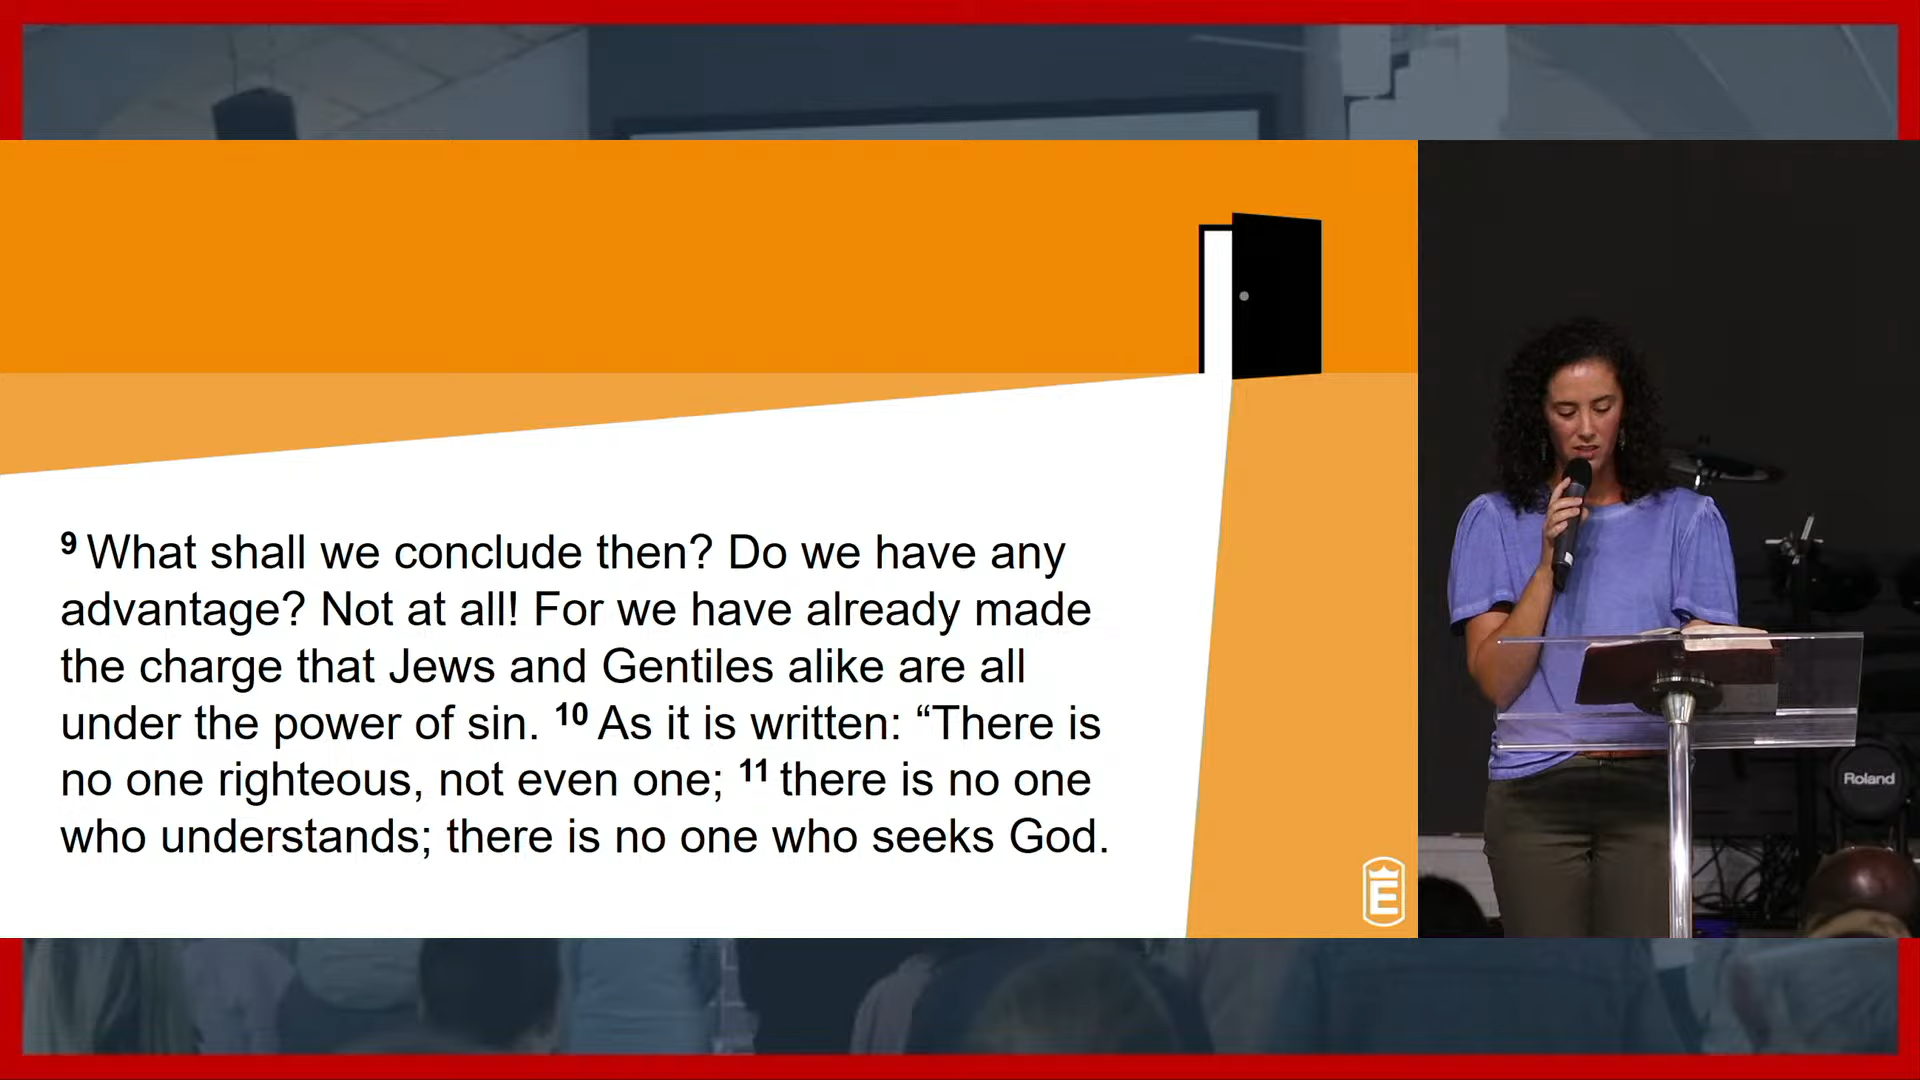 9 What shall we conclude then? Do we have any
advantage? Not at all! For we have already made
the charge that Jews and Gentiles alike are all
under the power of sin. 10 As it is written: “There is
no one righteous, not even one; 11 there is no one
who understands; there is no one who seeks God.
E
Roland